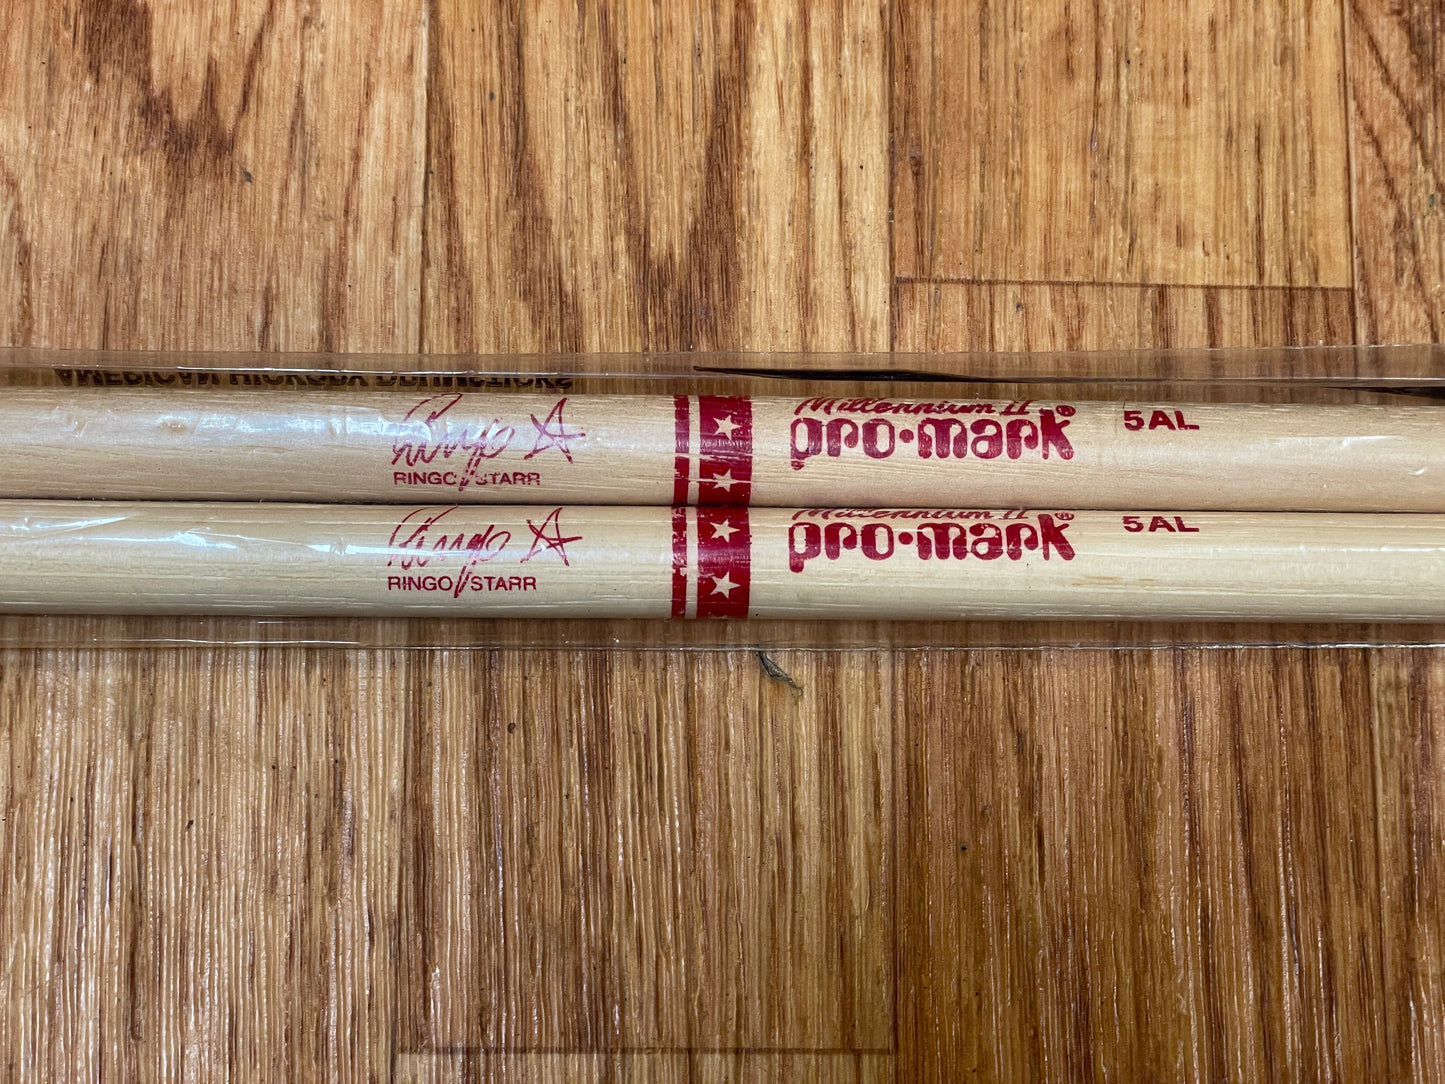 AMERICAN HICKORY DRUMSTICKS
Ringo
RINGO STARR
Millennium II
pro•mark®
5AL
Ringo
RINGO STARR
Millennium II
pro•mark®
5AL